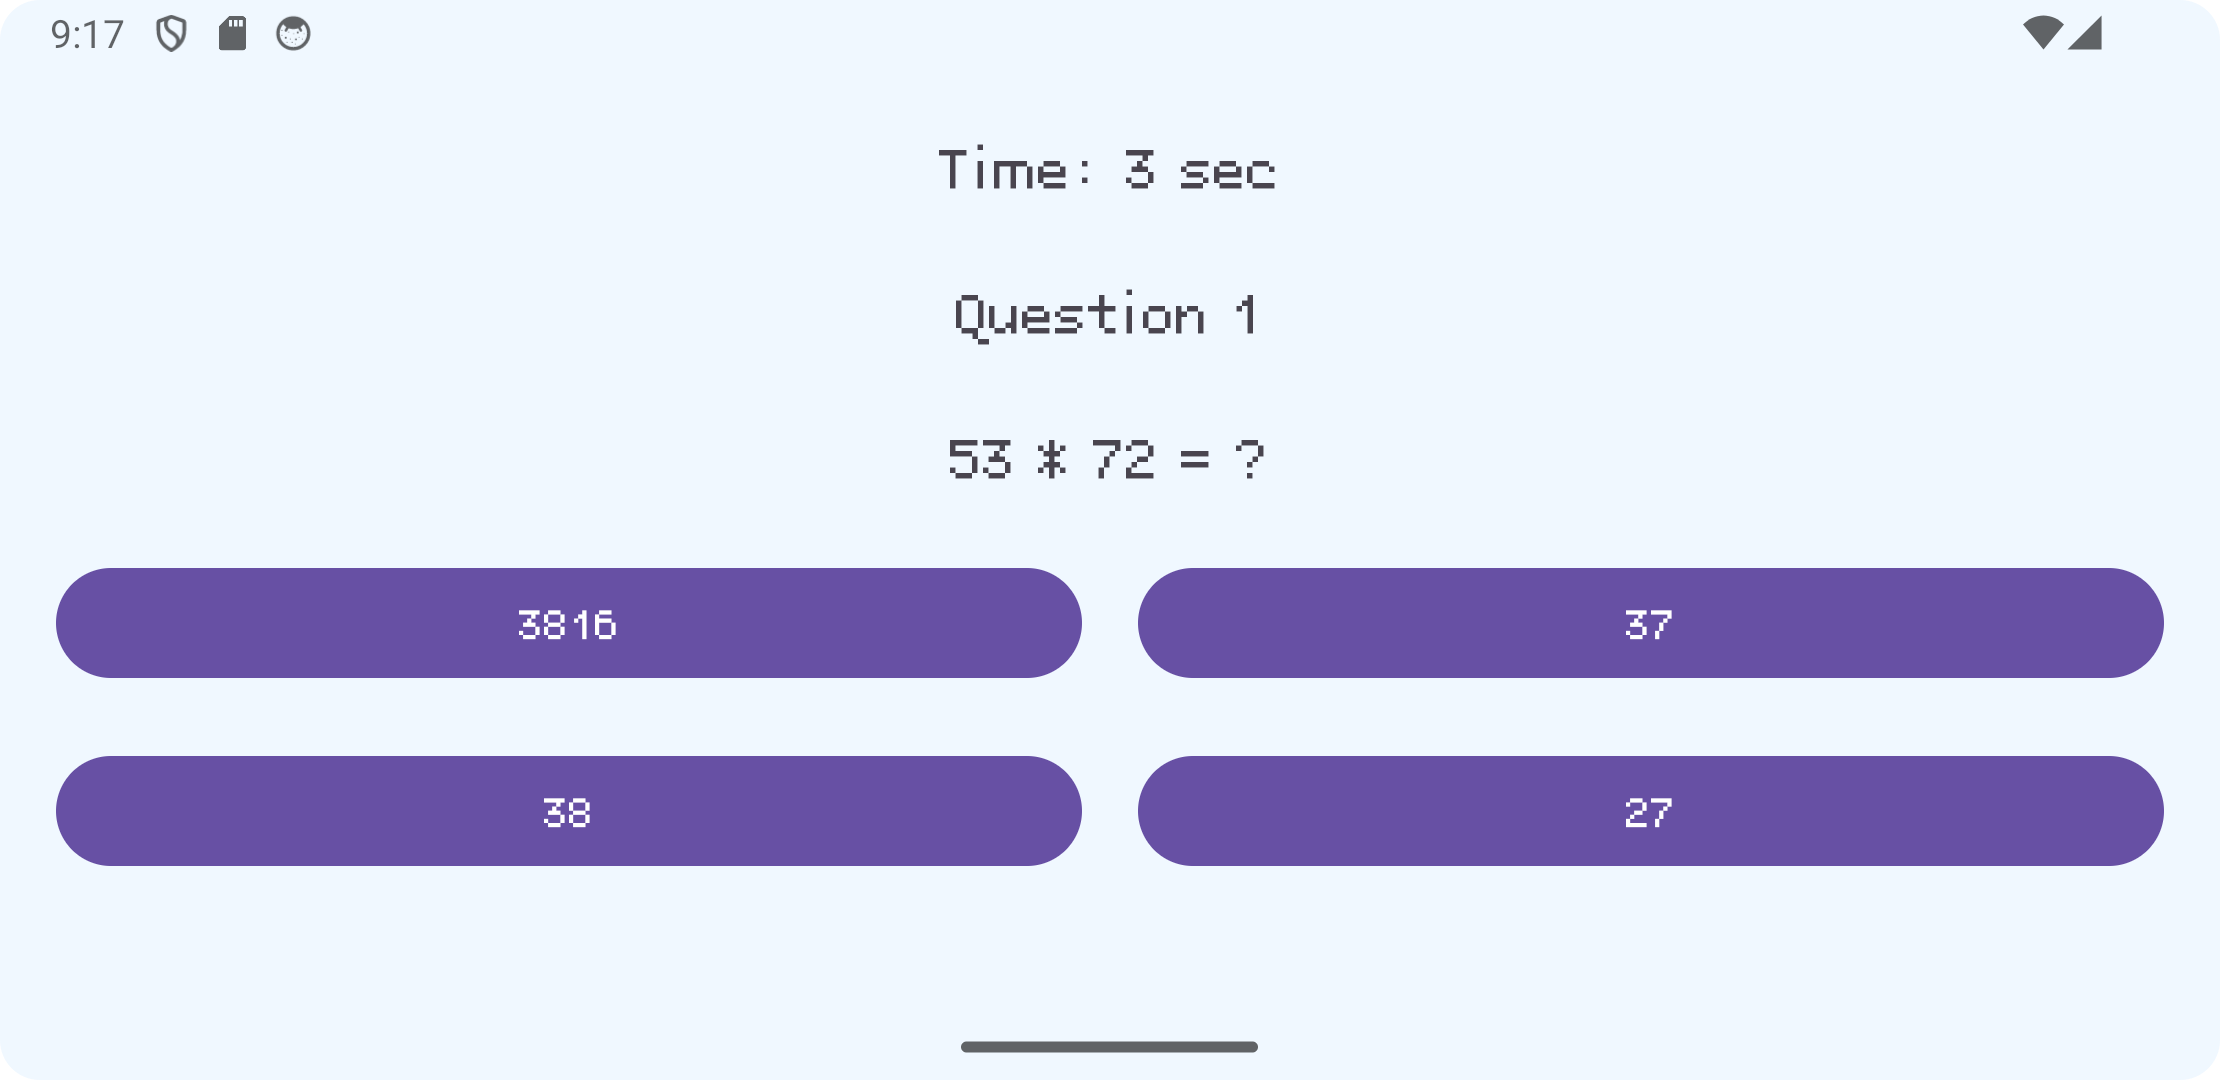 9:17
Time: 3 sec
Question 1
53 * 72 = ?
3816
37
38
27